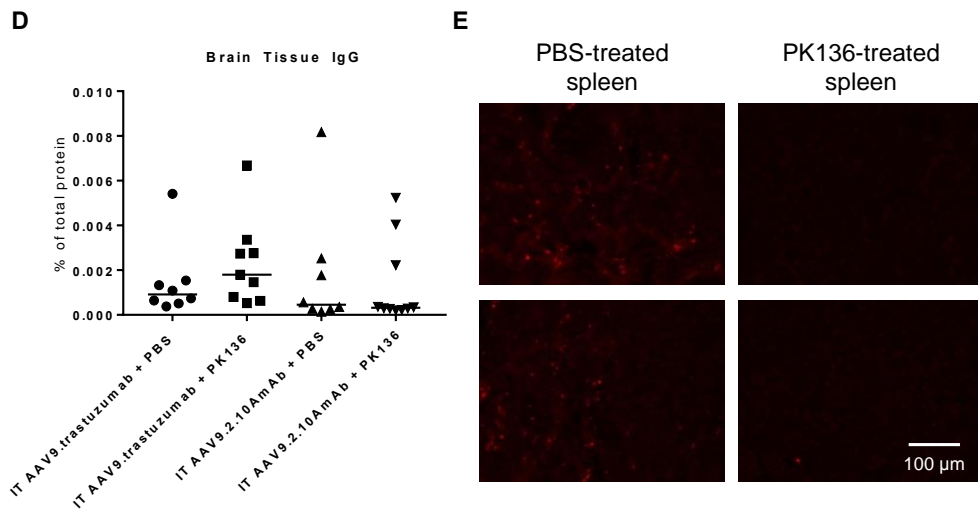 D
Brain Tissue IgG
% of total protein
0.010
0.008
0.006
0.004
0.002
0.000
IT AAV9.trastuzumab + PBS
IT AAV9.trastuzumab + PK136
IT AAV9.2.10AmAb + PBS
IT AAV9.2.10AmAb + PK136
E
PBS-treated
spleen
PK136-treated
spleen
100 µm